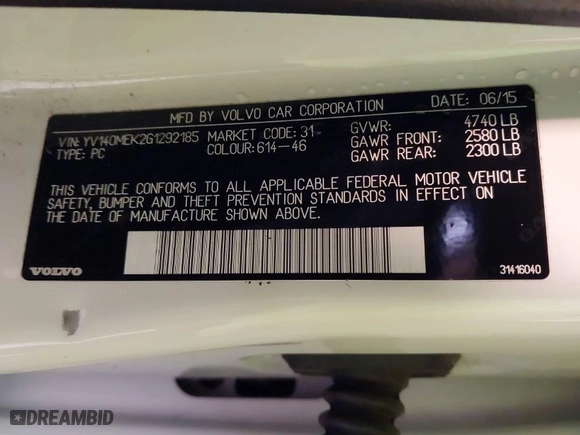 MFD BY VOLVO CAR CORPORATION DATE: 06/15
VIN: YV140MEK2G1292185 MARKET CODE: 31 GVWR: 4740 LB
TYPE: PC COLOUR: 614-46 GAWR FRONT: 2580 LB
GAWR REAR: 2300 LB
THIS VEHICLE CONFORMS TO ALL APPLICABLE FEDERAL MOTOR VEHICLE
SAFETY, BUMPER AND THEFT PREVENTION STANDARDS IN EFFECT ON
THE DATE OF MANUFACTURE SHOWN ABOVE.
VOLVO 31416040
DREAMBID